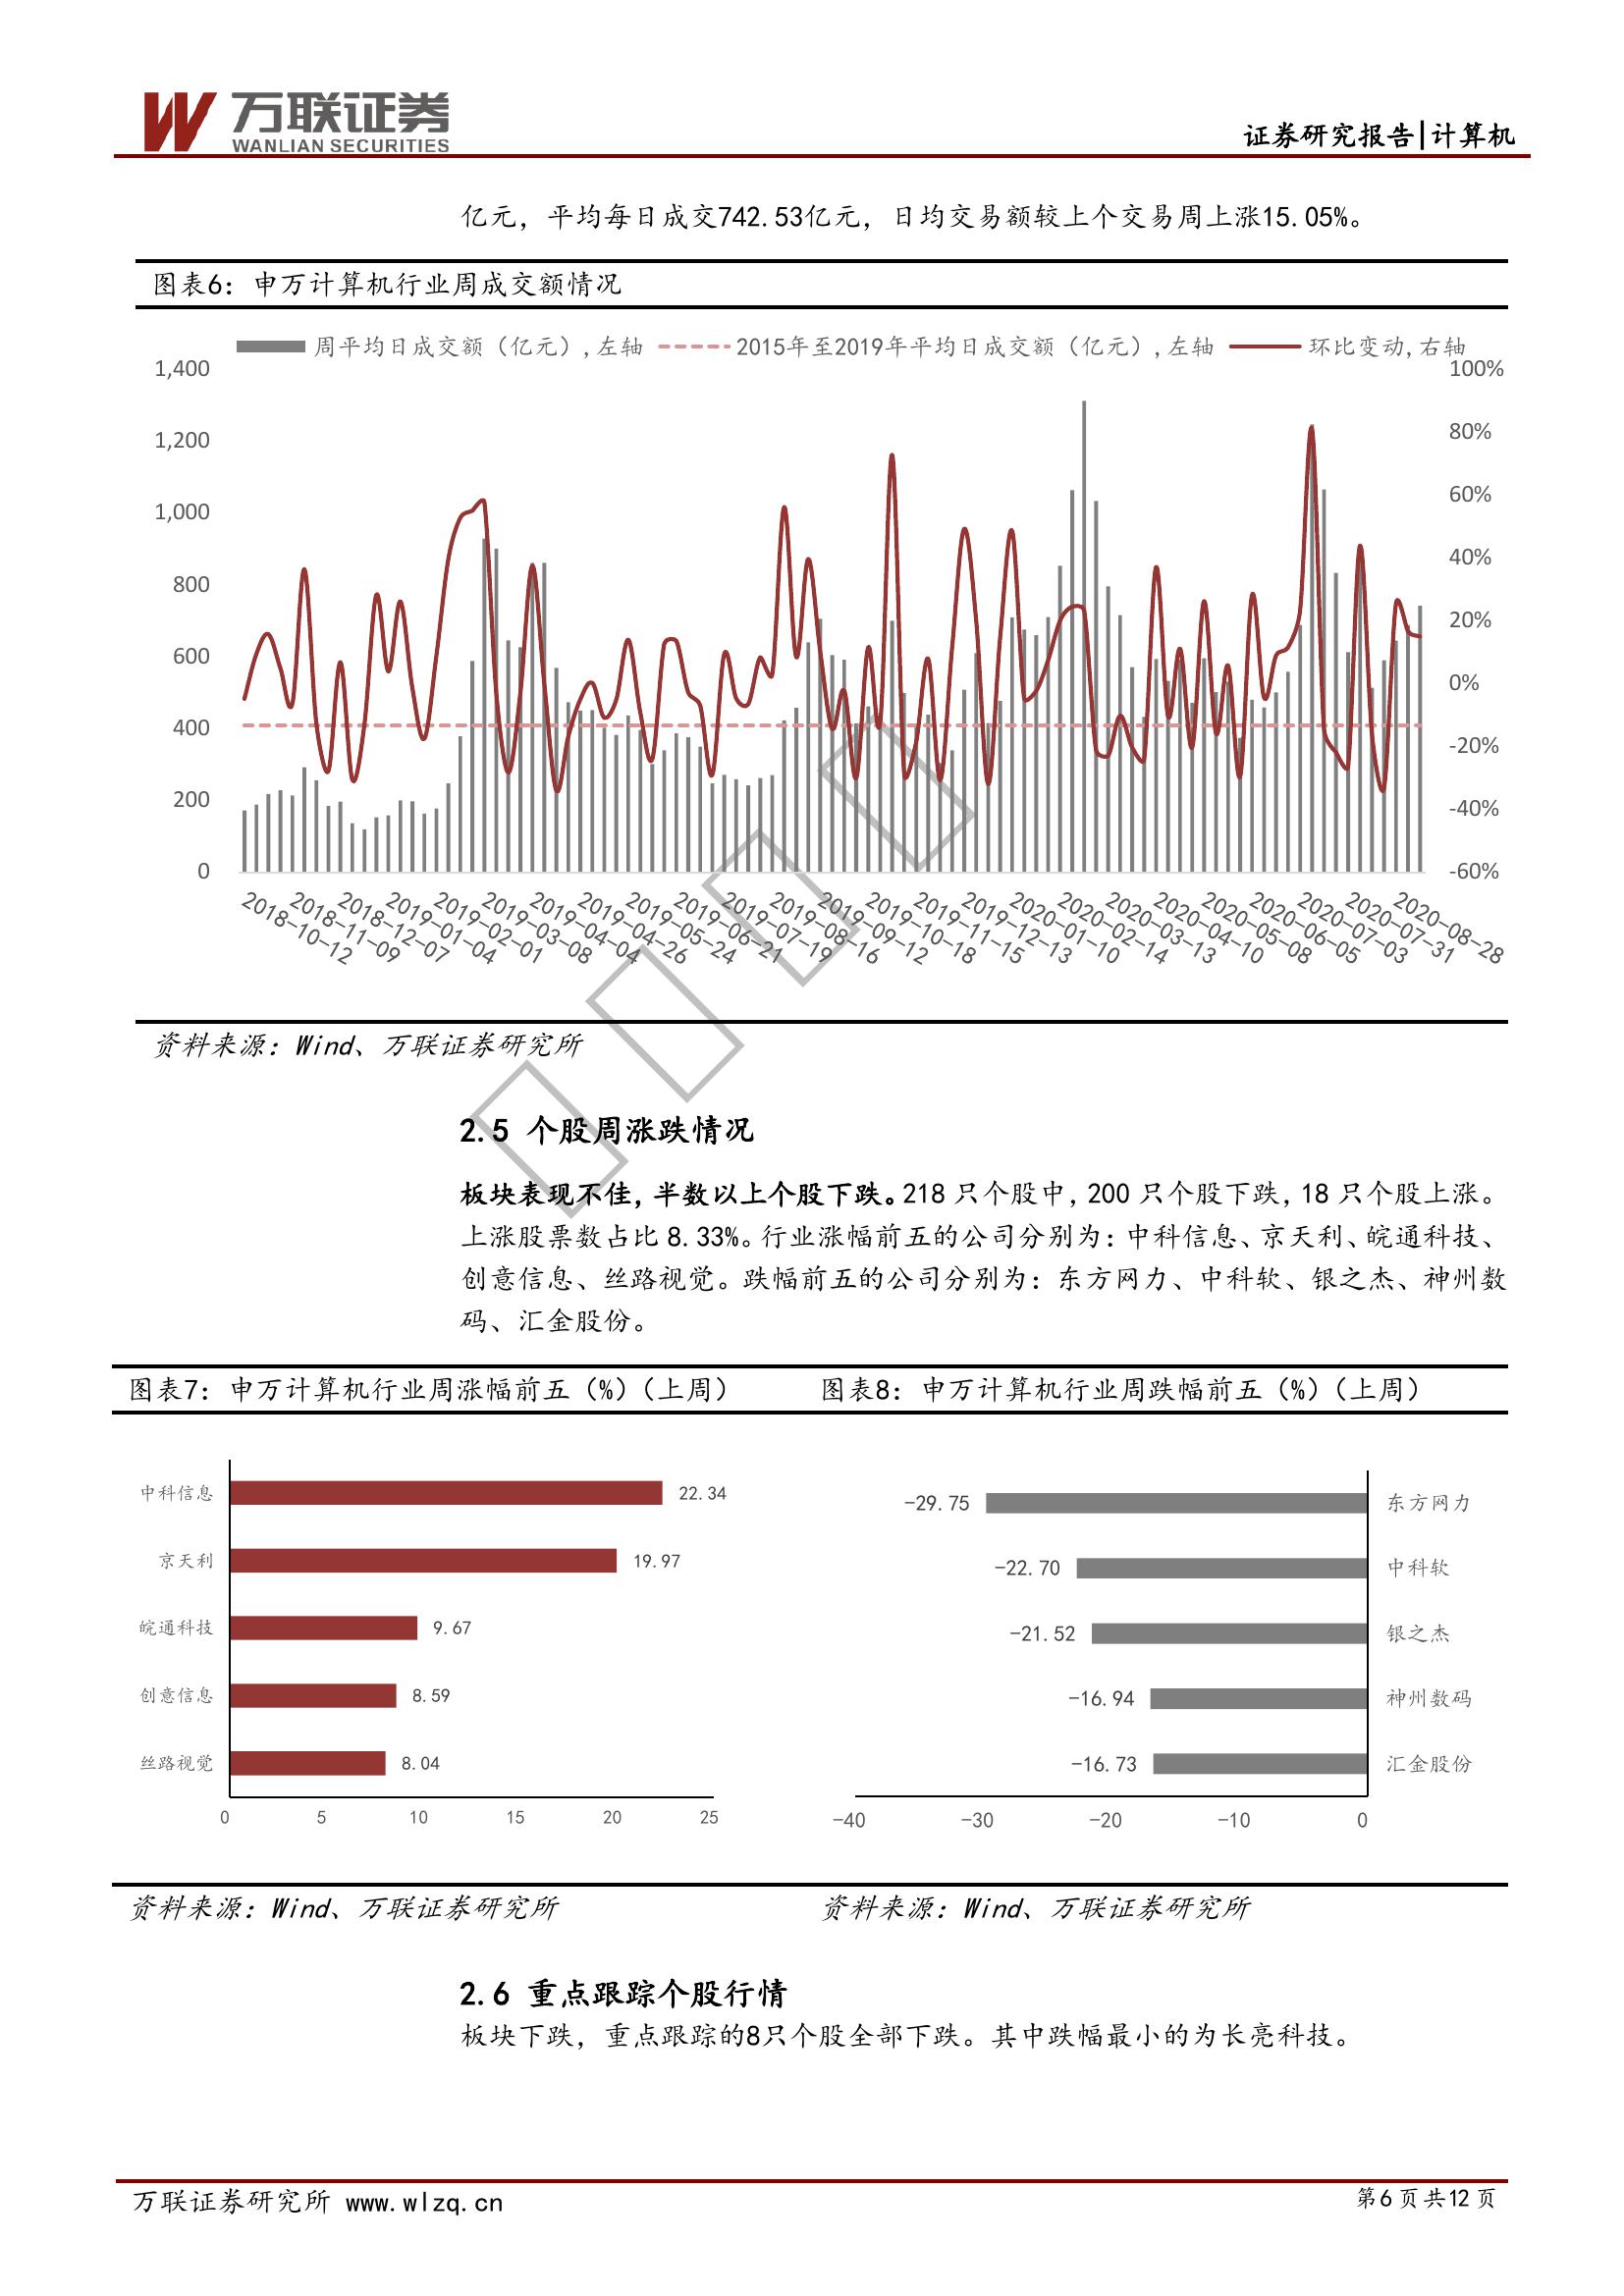 万联证券
WANLIAN SECURITIES
证券研究报告|计算机
亿元，平均每日成交742.53亿元，日均交易额较上个交易周上涨15.05%。
图表6：申万计算机行业周成交额情况
周平均日成交额（亿元）,左轴 2015年至2019年平均日成交额（亿元）,左轴 环比变动,右轴
1,400 100%
1,200 80%
1,000 60%
800 40%
600 20%
400 0%
200 -20%
0 -40%
-60%
2018-10-12 2018-11-09 2018-12-07 2019-01-04 2019-02-01 2019-03-08 2019-04-04 2019-04-26 2019-05-24 2019-06-21 2019-07-19 2019-08-16 2019-09-12 2019-10-18 2019-11-15 2019-12-13 2020-01-10 2020-02-14 2020-03-13 2020-04-10 2020-05-08 2020-06-05 2020-07-03 2020-07-31 2020-08-28
资料来源：Wind、万联证券研究所
2.5 个股周涨跌情况
板块表现不佳，半数以上个股下跌。218 只个股中，200 只个股下跌，18 只个股上涨。
上涨股票数占比 8.33%。行业涨幅前五的公司分别为：中科信息、京天利、皖通科技、
创意信息、丝路视觉。跌幅前五的公司分别为：东方网力、中科软、银之杰、神州数
码、汇金股份。
图表7：申万计算机行业周涨幅前五（%）（上周）
中科信息 22.34
京天利 19.97
皖通科技 9.67
创意信息 8.59
丝路视觉 8.04
0 5 10 15 20 25
资料来源：Wind、万联证券研究所
图表8：申万计算机行业周跌幅前五（%）（上周）
-29.75 东方网力
-22.70 中科软
-21.52 银之杰
-16.94 神州数码
-16.73 汇金股份
-40 -30 -20 -10 0
资料来源：Wind、万联证券研究所
2.6 重点跟踪个股行情
板块下跌，重点跟踪的8只个股全部下跌。其中跌幅最小的为长亮科技。
万联证券研究所 www.wlzq.cn
第 6 页 共 12 页